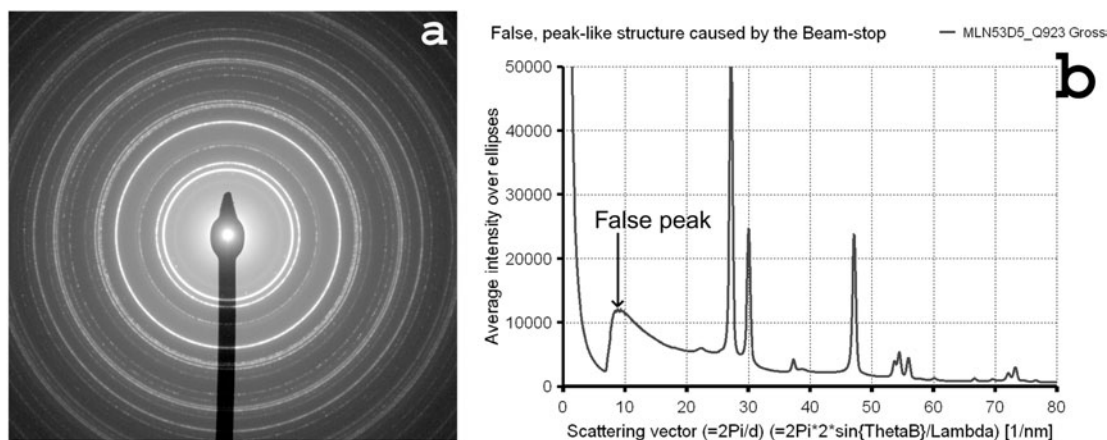 a
False, peak-like structure caused by the Beam-stop
MLN53D5_Q923 Grossa
b
50000
40000
30000
20000
10000
0
Average intensity over ellipses
False peak
0 10 20 30 40 50 60 70 80
Scattering vector (=2Pi/d) (=2Pi*2*sin{ThetaB}/Lambda) [1/nm]